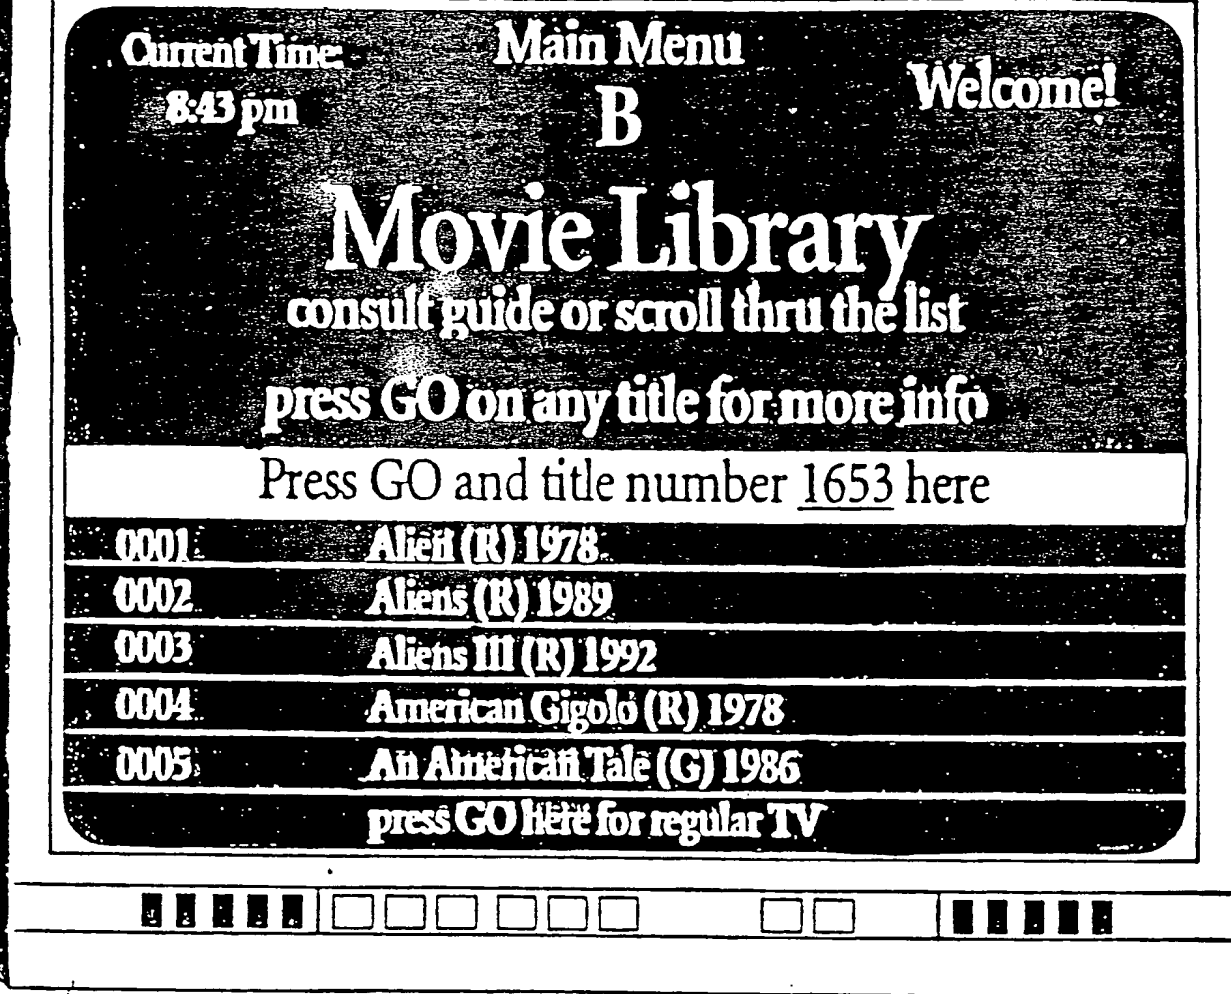 Current Time:
8:43 pm
Main Menu
B
Welcome!
Movie Library
consult guide or scroll thru the list
press GO on any title for more info
Press GO and title number 1653 here
0001 Alien (R) 1978
0002 Aliens (R) 1989
0003 Aliens III (R) 1992
0004 American Gigolo (R) 1978
0005 An American Tale (G) 1986
press GO here for regular TV